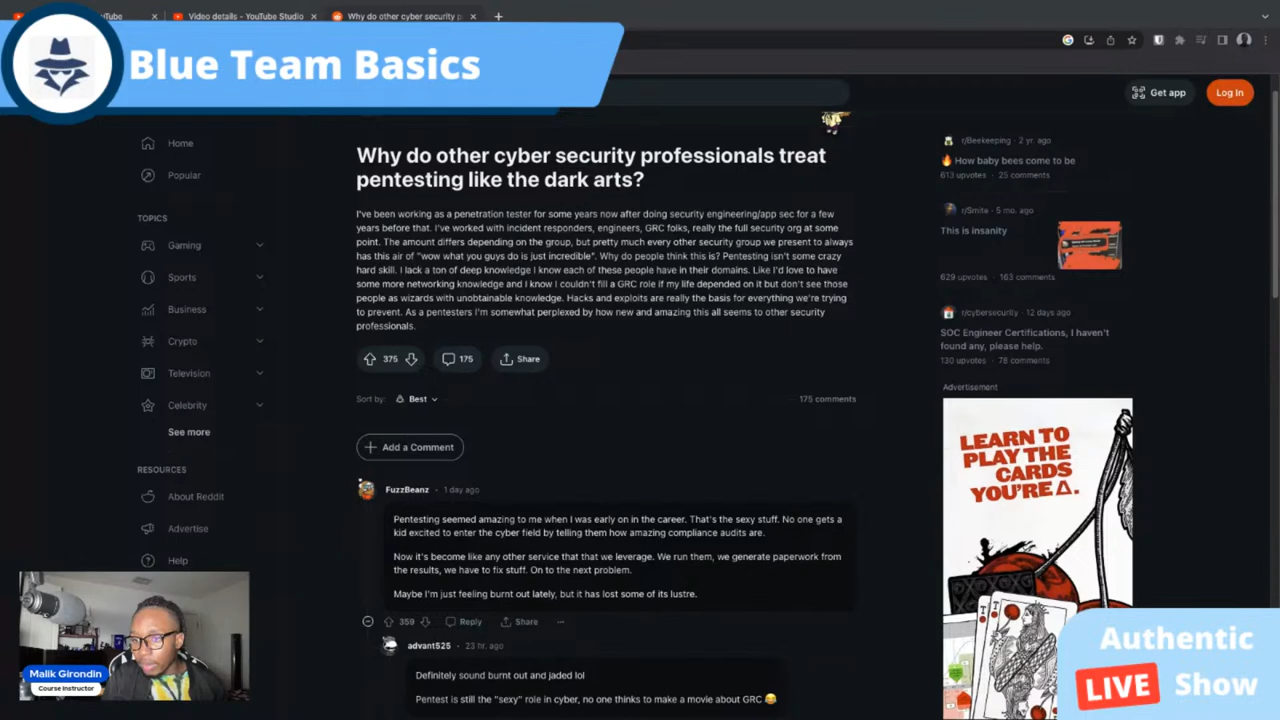 Video details - YouTube Studio
Why do other cyber security p
Blue Team Basics
Get app
Log In
Home
Popular
TOPICS
Gaming
Sports
Business
Crypto
Television
Celebrity
See more
RESOURCES
About Reddit
Advertise
Help
Why do other cyber security professionals treat
pentesting like the dark arts?
I've been working as a penetration tester for some years now after doing security engineering/app sec for a few
years before that. I've worked with incident responders, engineers, GRC folks, really the full security org at some
point. The amount differs depending on the group, but pretty much every other security group we present to always
has this air of "wow what you guys do is just incredible". Why do people think this is? Pentesting isn't some crazy
hard skill. I lack a ton of deep knowledge I know each of these people have in their domains. Like I'd love to have
some more networking knowledge and I know I couldn't fill a GRC role if my life depended on it but don't see those
people as wizards with unobtainable knowledge. Hacks and exploits are really the basis for everything we're trying
to prevent. As a pentesters I'm somewhat perplexed by how new and amazing this all seems to other security
professionals.
375
175
Share
Sort by:
Best
175 comments
Add a Comment
FuzzBeanz · 1 day ago
Pentesting seemed amazing to me when I was early on in the career. That's the sexy stuff. No one gets a
kid excited to enter the cyber field by telling them how amazing compliance audits are.
Now it's become like any other service that that we leverage. We run them, we generate paperwork from
the results, we have to fix stuff. On to the next problem.
Maybe I'm just feeling burnt out lately, but it has lost some of its lustre.
359
Reply
Share
advant525 · 23 hr. ago
Definitely sound burnt out and jaded lol
Pentest is still the "sexy" role in cyber, no one thinks to make a movie about GRC 😂
r/Beekeeping · 2 yr. ago
🔥 How baby bees come to be
613 upvotes · 25 comments
r/Smite · 5 mo. ago
This is insanity
629 upvotes · 163 comments
r/cybersecurity · 12 days ago
SOC Engineer Certifications, I haven't
found any, please help.
130 upvotes · 78 comments
Advertisement
LEARN TO
PLAY THE
CARDS
YOU'RE Δ.
Malik Girondin
Course Instructor
Authentic
LIVE Show